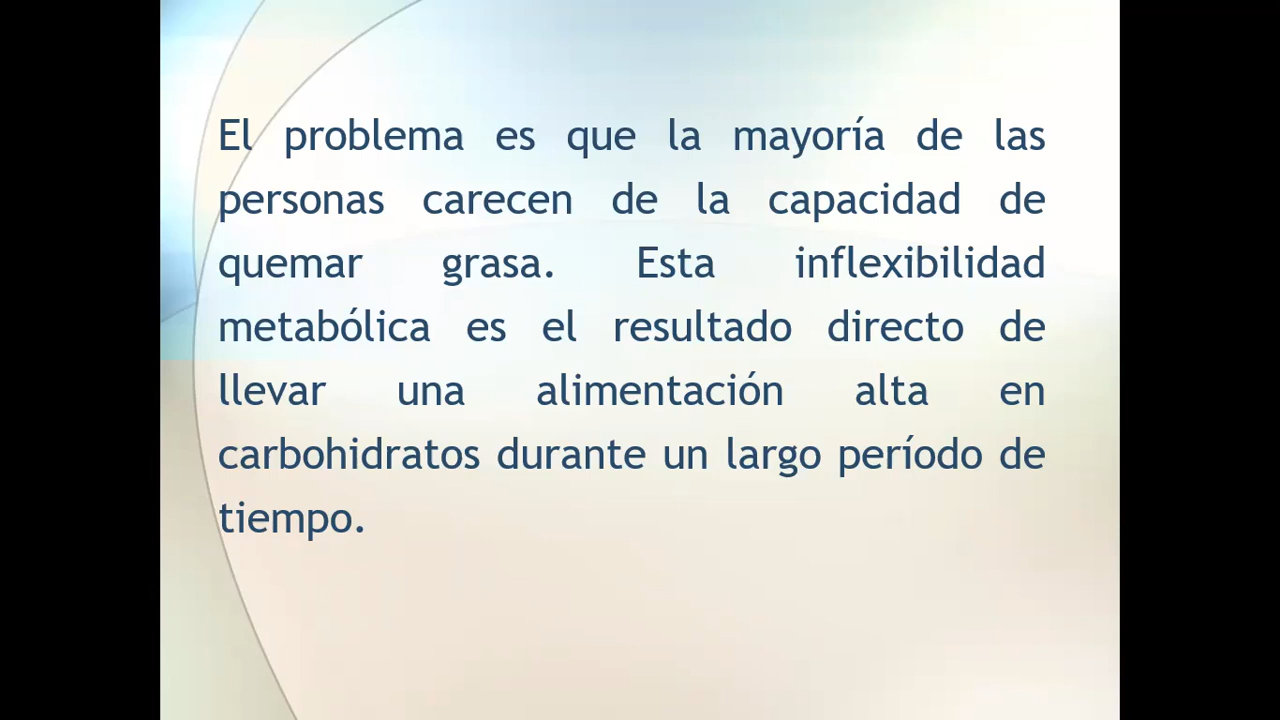 El problema es que la mayoría de las
personas carecen de la capacidad de
quemar grasa. Esta inflexibilidad
metabólica es el resultado directo de
llevar una alimentación alta en
carbohidratos durante un largo período de
tiempo.